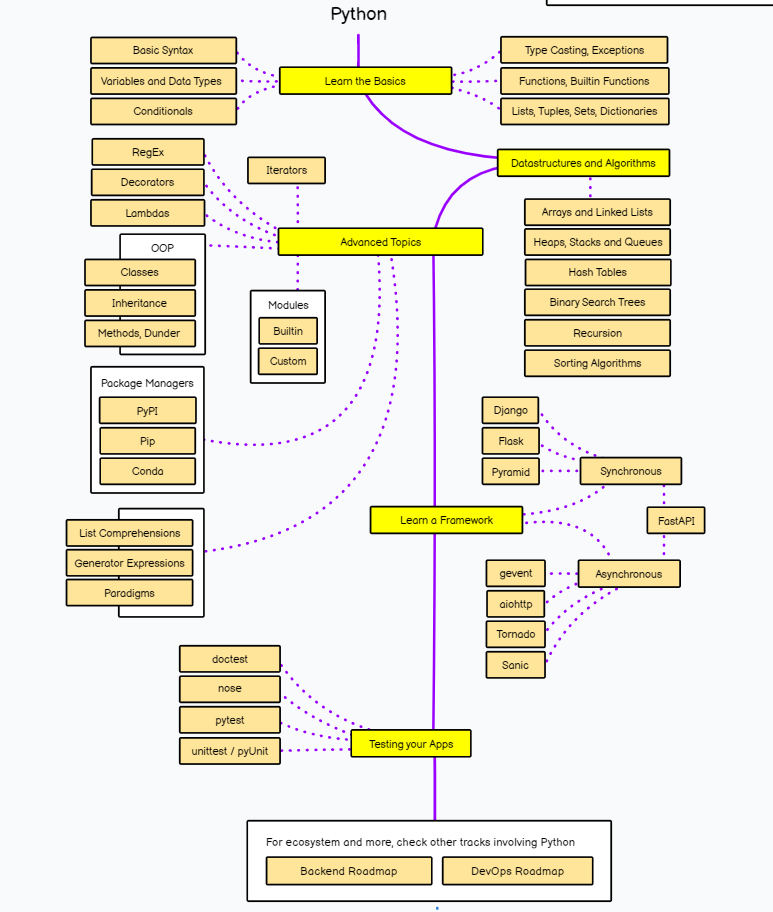 Python
Basic Syntax
Variables and Data Types
Conditionals
Learn the Basics
Type Casting, Exceptions
Functions, Builtin Functions
Lists, Tuples, Sets, Dictionaries
Datastructures and Algorithms
Arrays and Linked Lists
Heaps, Stacks and Queues
Hash Tables
Binary Search Trees
Recursion
Sorting Algorithms
RegEx
Decorators
Lambdas
Iterators
Advanced Topics
OOP
Classes
Inheritance
Methods, Dunder
Modules
Builtin
Custom
Package Managers
PyPI
Pip
Conda
List Comprehensions
Generator Expressions
Paradigms
Learn a Framework
Django
Flask
Pyramid
Synchronous
FastAPI
Asynchronous
gevent
aiohttp
Tornado
Sanic
doctest
nose
pytest
unittest / pyUnit
Testing your Apps
For ecosystem and more, check other tracks involving Python
Backend Roadmap
DevOps Roadmap